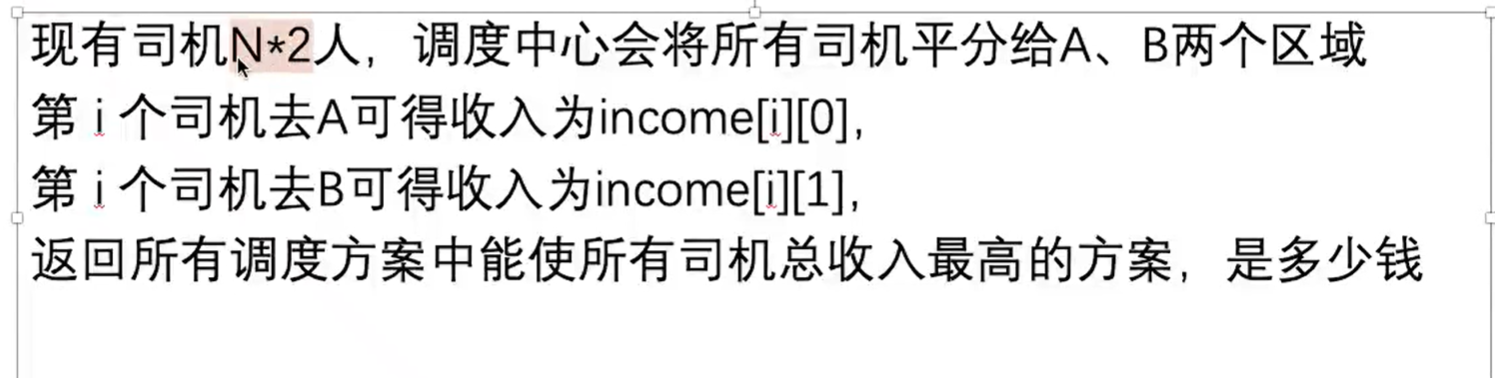 现有司机N*2人，调度中心会将所有司机平分给A、B两个区域
第 i 个司机去A可得收入为income[i][0],
第 i 个司机去B可得收入为income[i][1],
返回所有调度方案中能使所有司机总收入最高的方案，是多少钱